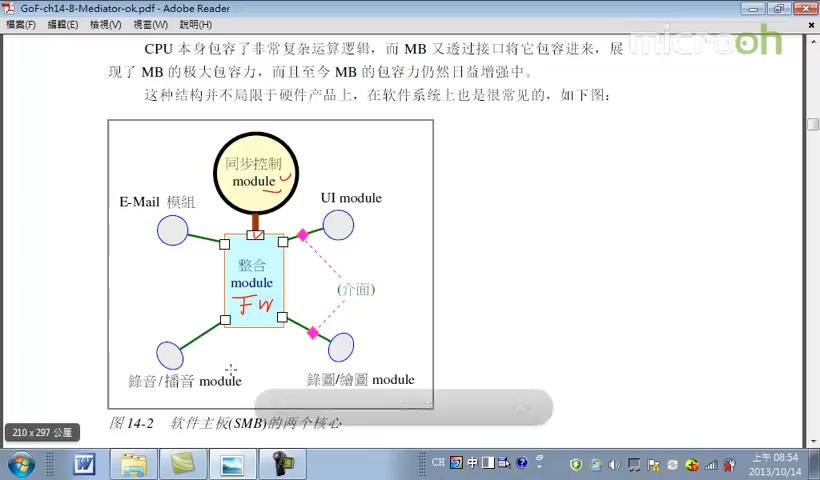 GoF-ch14-8-Mediator-ok.pdf - Adobe Reader
檔案(F) 編輯(E) 檢視(V) 視窗(W) 說明(H)
microoh
CPU 本身包容了非常复杂运算逻辑，而 MB 又透过接口将它包容进来，展
现了 MB 的极大包容力，而且至今 MB 的包容力仍然日益增强中。
这种结构并不局限于硬件产品上，在软件系统上也是很常见的，如下图：
同步控制
module
E-Mail 模組
UI module
整合
module
FW
(介面)
錄音/播音 module
錄圖/繪圖 module
图 14-2 软件主板(SMB)的两个核心
210 x 297 公厘
CH
中
上午 08:54
2013/10/14